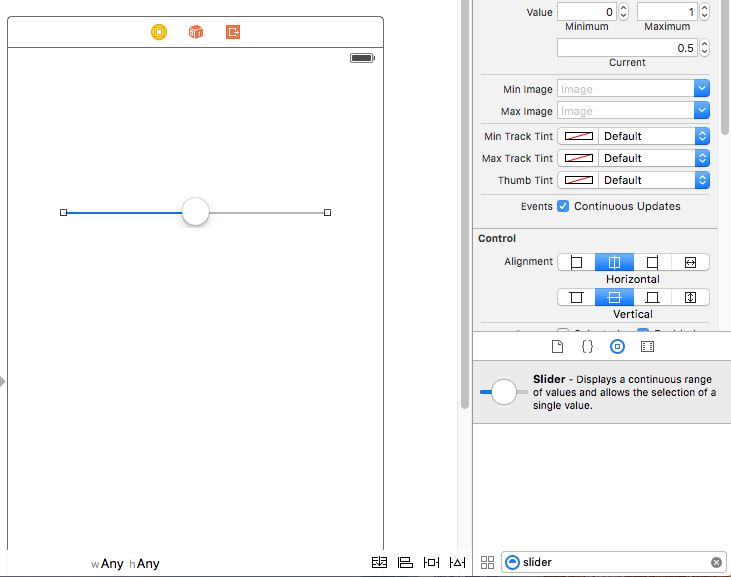 Value 0 1
Minimum Maximum
0.5
Current
Min Image Image
Max Image Image
Min Track Tint Default
Max Track Tint Default
Thumb Tint Default
Events Continuous Updates
Control
Alignment
Horizontal
Vertical
{}
Slider - Displays a continuous range
of values and allows the selection of a
single value.
wAny hAny
slider